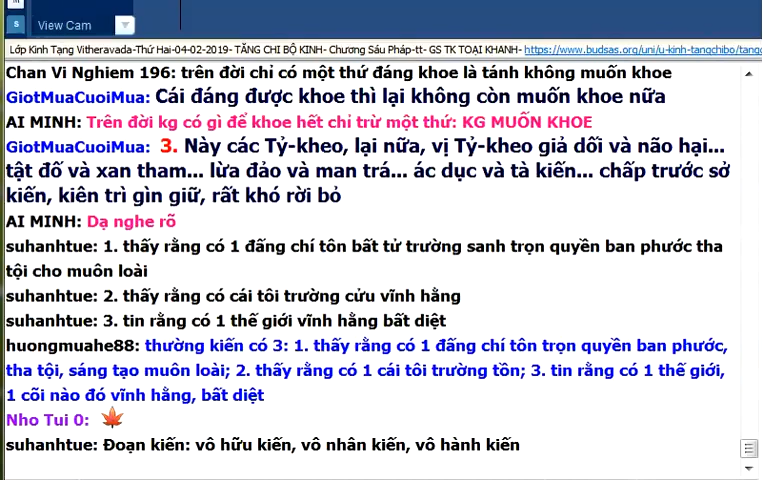 M
S
View Cam
Lớp Kinh Tạng Vitheravada-Thứ Hai-04-02-2019- TĂNG CHI BỘ KINH- Chương Sáu Pháp-tt- GS TK TOẠI KHANH- https://www.budsas.org/uni/u-kinh-tangchibo/tang
Chan Vi Nghiem 196: trên đời chỉ có một thứ đáng khoe là tánh không muốn khoe
GiotMuaCuoiMua: Cái đáng được khoe thì lại không còn muốn khoe nữa
AI MINH: Trên đời kg có gì để khoe hết chỉ trừ một thứ: KG MUỐN KHOE
GiotMuaCuoiMua: 3. Này các Tỷ-kheo, lại nữa, vị Tỷ-kheo giả dối và não hại...
tật đố và xan tham... lừa đảo và man trá... ác dục và tà kiến... chấp trước sở
kiến, kiên trì gìn giữ, rất khó rời bỏ
AI MINH: Dạ nghe rõ
suhanhtue: 1. thấy rằng có 1 đấng chí tôn bất tử trường sanh trọn quyền ban phước tha
tội cho muôn loài
suhanhtue: 2. thấy rằng có cái tôi trường cửu vĩnh hằng
suhanhtue: 3. tin rằng có 1 thế giới vĩnh hằng bất diệt
huongmuahe88: thường kiến có 3: 1. thấy rằng có 1 đấng chí tôn trọn quyền ban phước,
tha tội, sáng tạo muôn loài; 2. thấy rằng có 1 cái tôi trường tồn; 3. tin rằng có 1 thế giới,
1 cõi nào đó vĩnh hằng, bất diệt
Nho Tui 0:
suhanhtue: Đoạn kiến: vô hữu kiến, vô nhân kiến, vô hành kiến